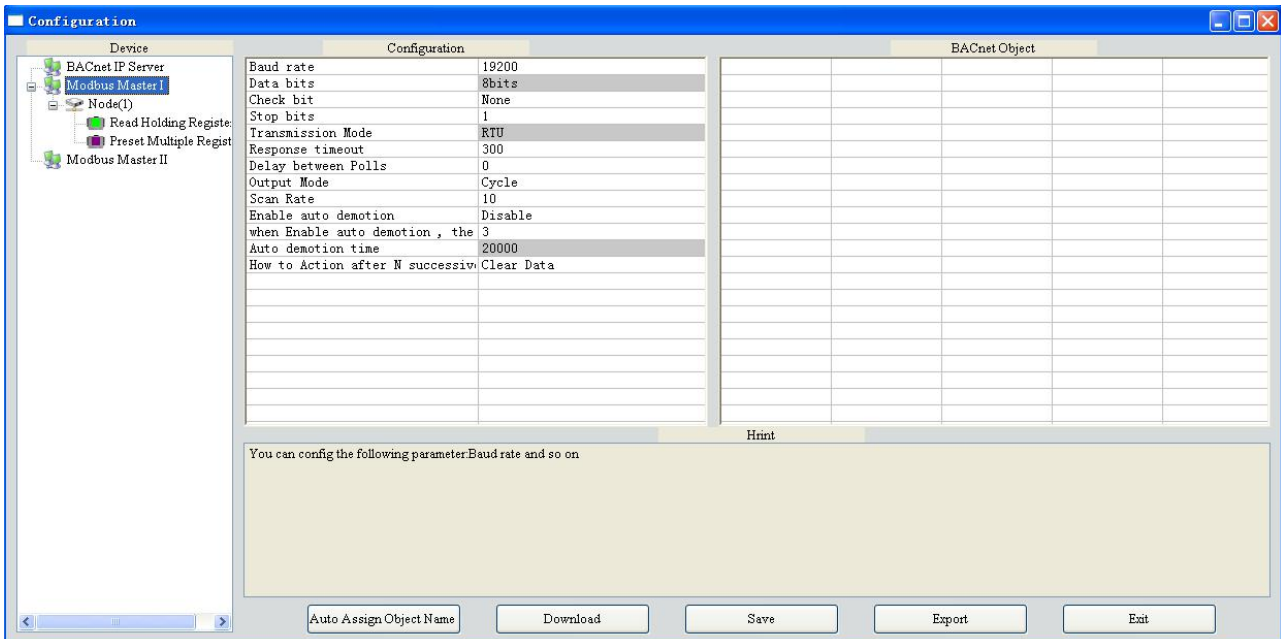 Configuration
Device
BACnet IP Server
Modbus Master I
Node(1)
Read Holding Registe
Preset Multiple Regist
Modbus Master II
Configuration
Baud rate 19200
Data bits 8bits
Check bit None
Stop bits 1
Transmission Mode RTU
Response timeout 300
Delay between Polls 0
Output Mode Cycle
Scan Rate 10
Enable auto demotion Disable
when Enable auto demotion , the 3
Auto demotion time 20000
How to Action after N successiv Clear Data
BACnet Object
Hrint
You can config the following parameter:Baud rate and so on
Auto Assign Object Name Download Save Export Exit